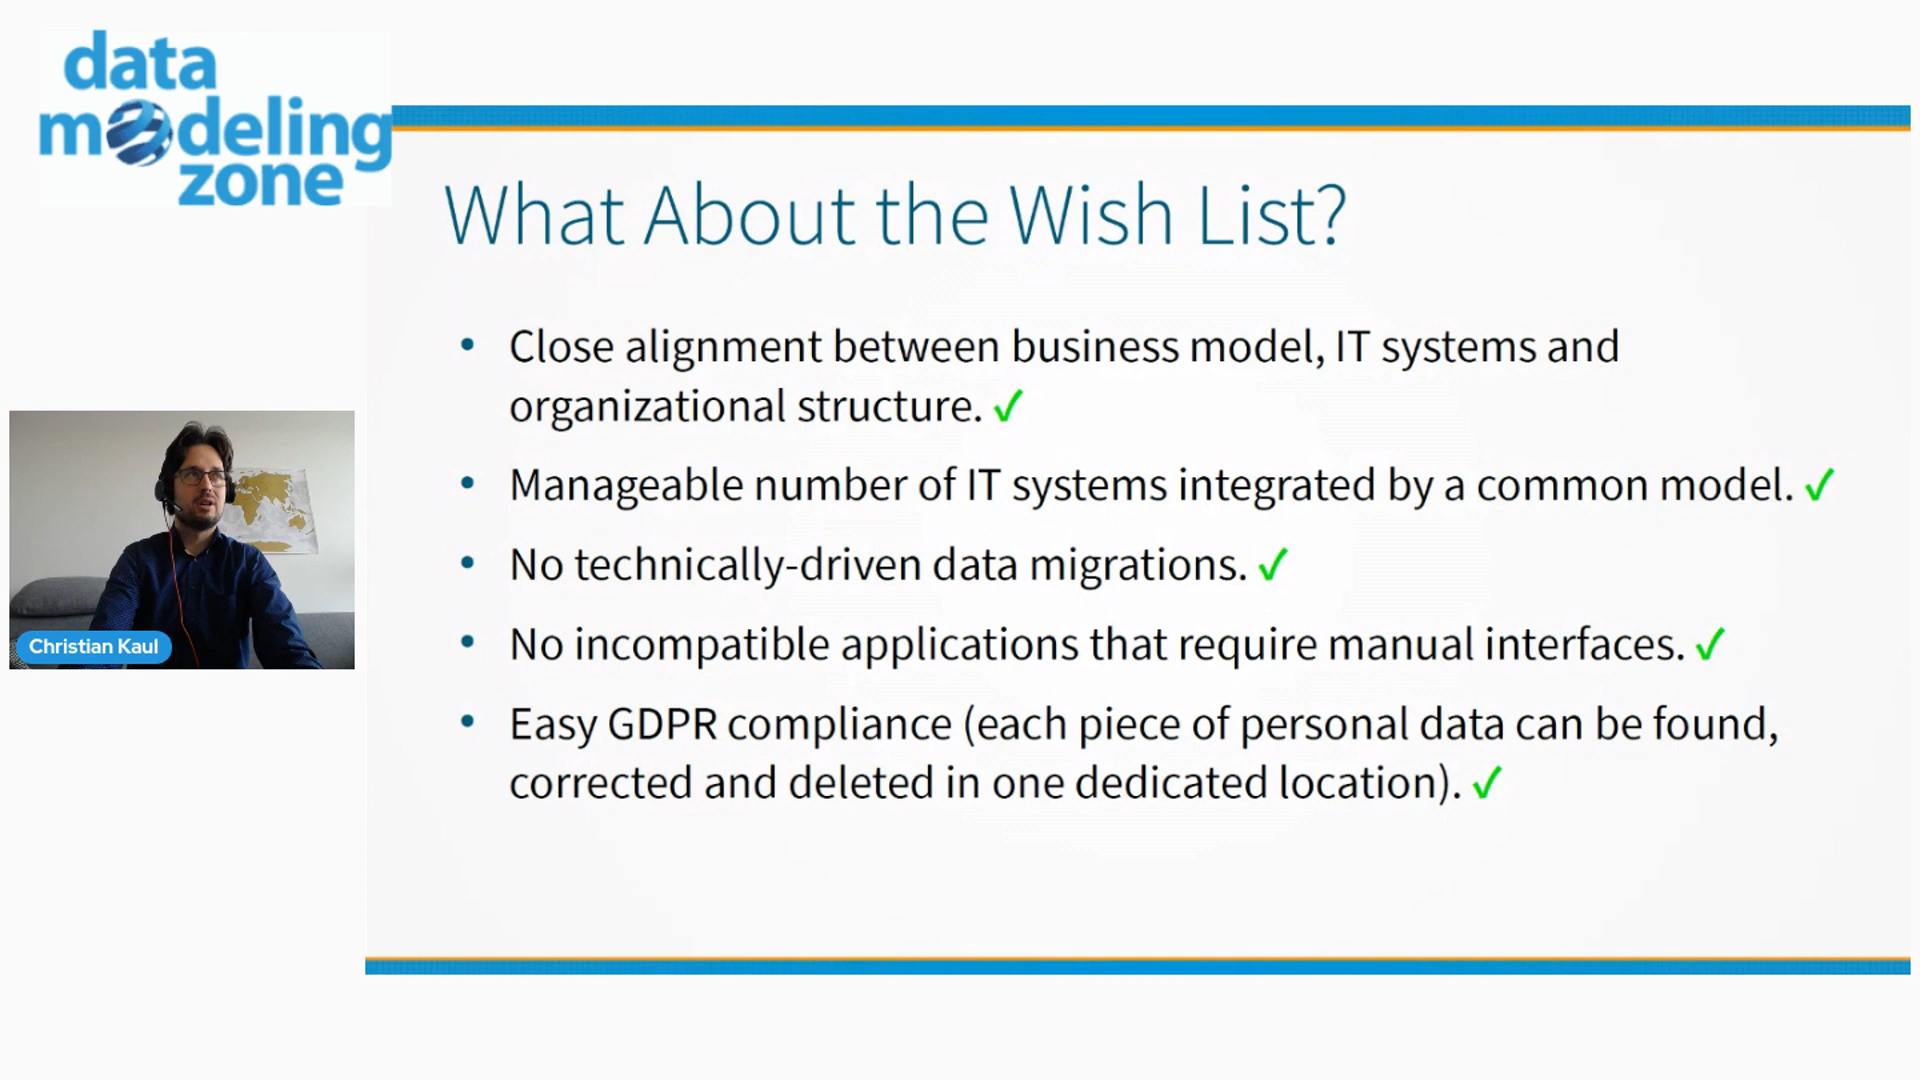 data
modeling
zone
What About the Wish List?
• Close alignment between business model, IT systems and
organizational structure. ✓
• Manageable number of IT systems integrated by a common model. ✓
• No technically-driven data migrations. ✓
• No incompatible applications that require manual interfaces. ✓
• Easy GDPR compliance (each piece of personal data can be found,
corrected and deleted in one dedicated location). ✓
Christian Kaul